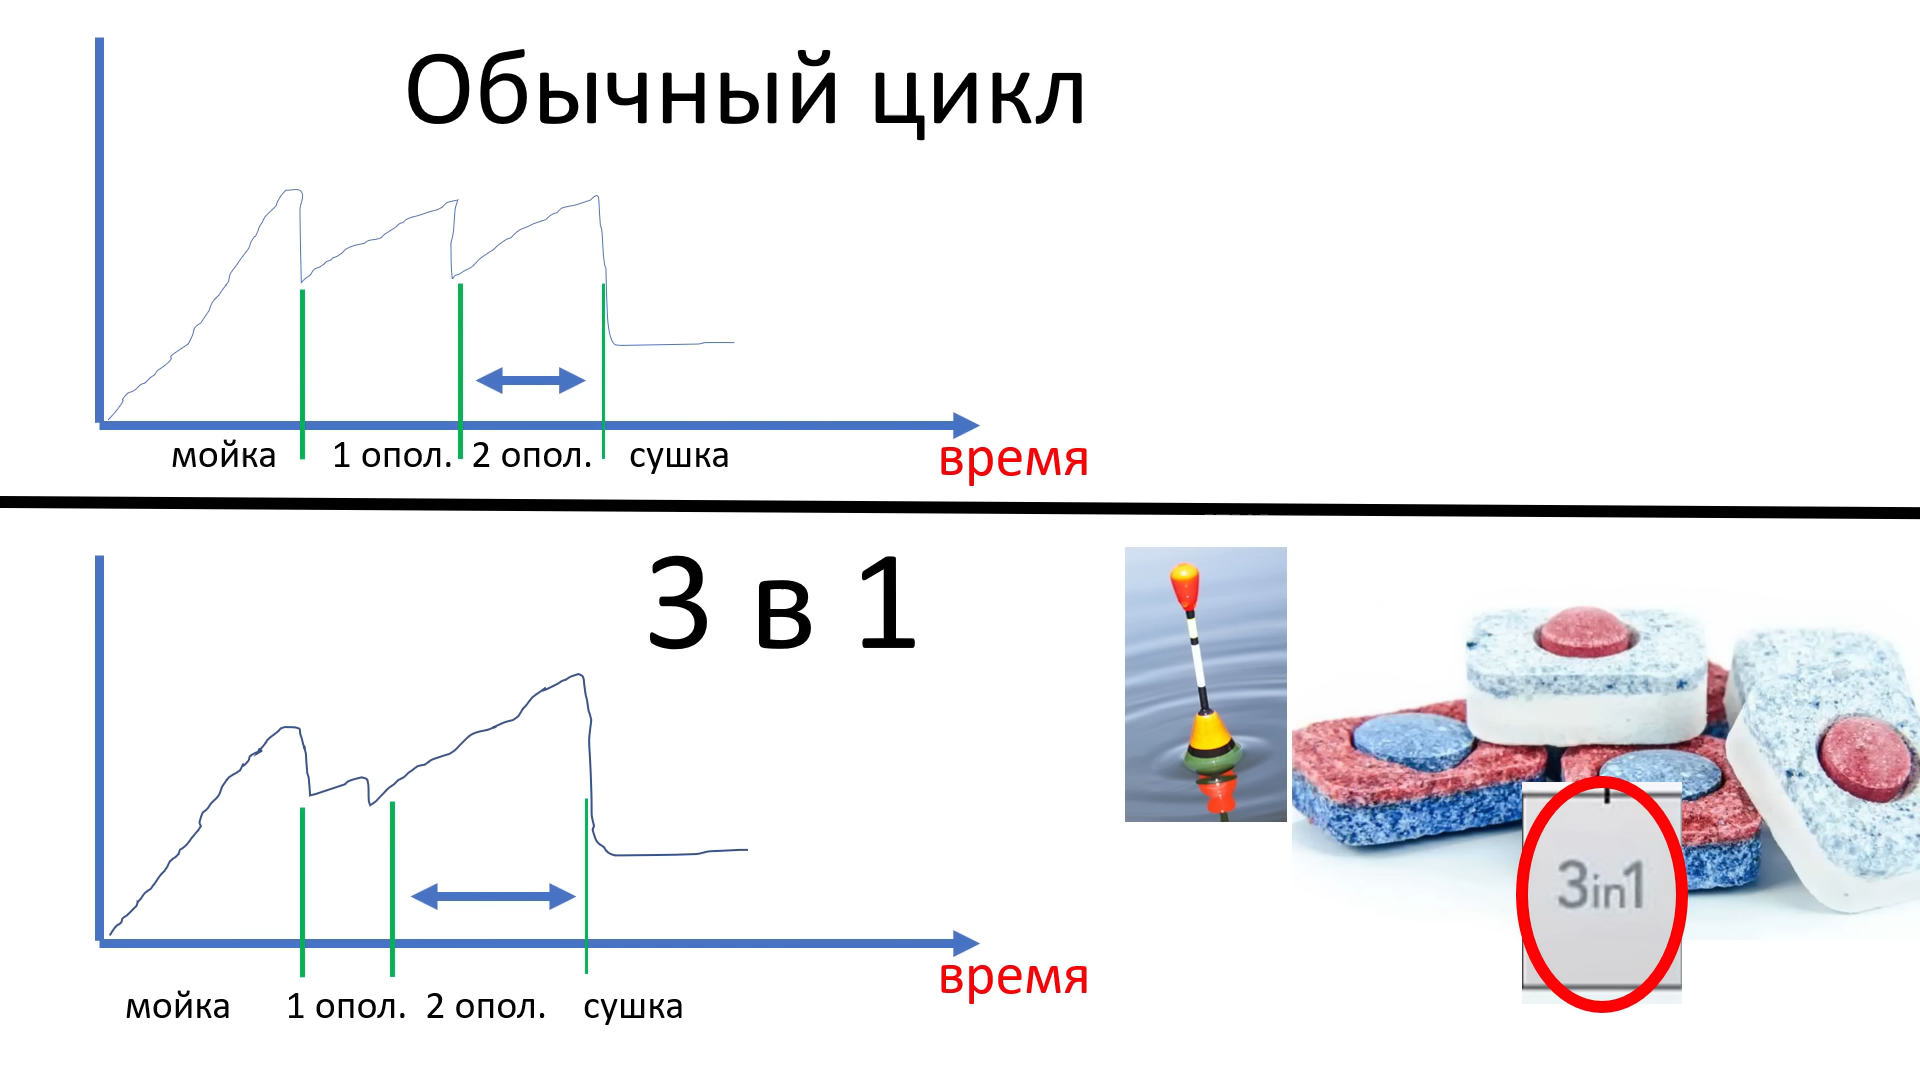 Обычный цикл
мойка 1 опол. 2 опол. сушка
время
3 в 1
3in1
время
мойка 1 опол. 2 опол. сушка